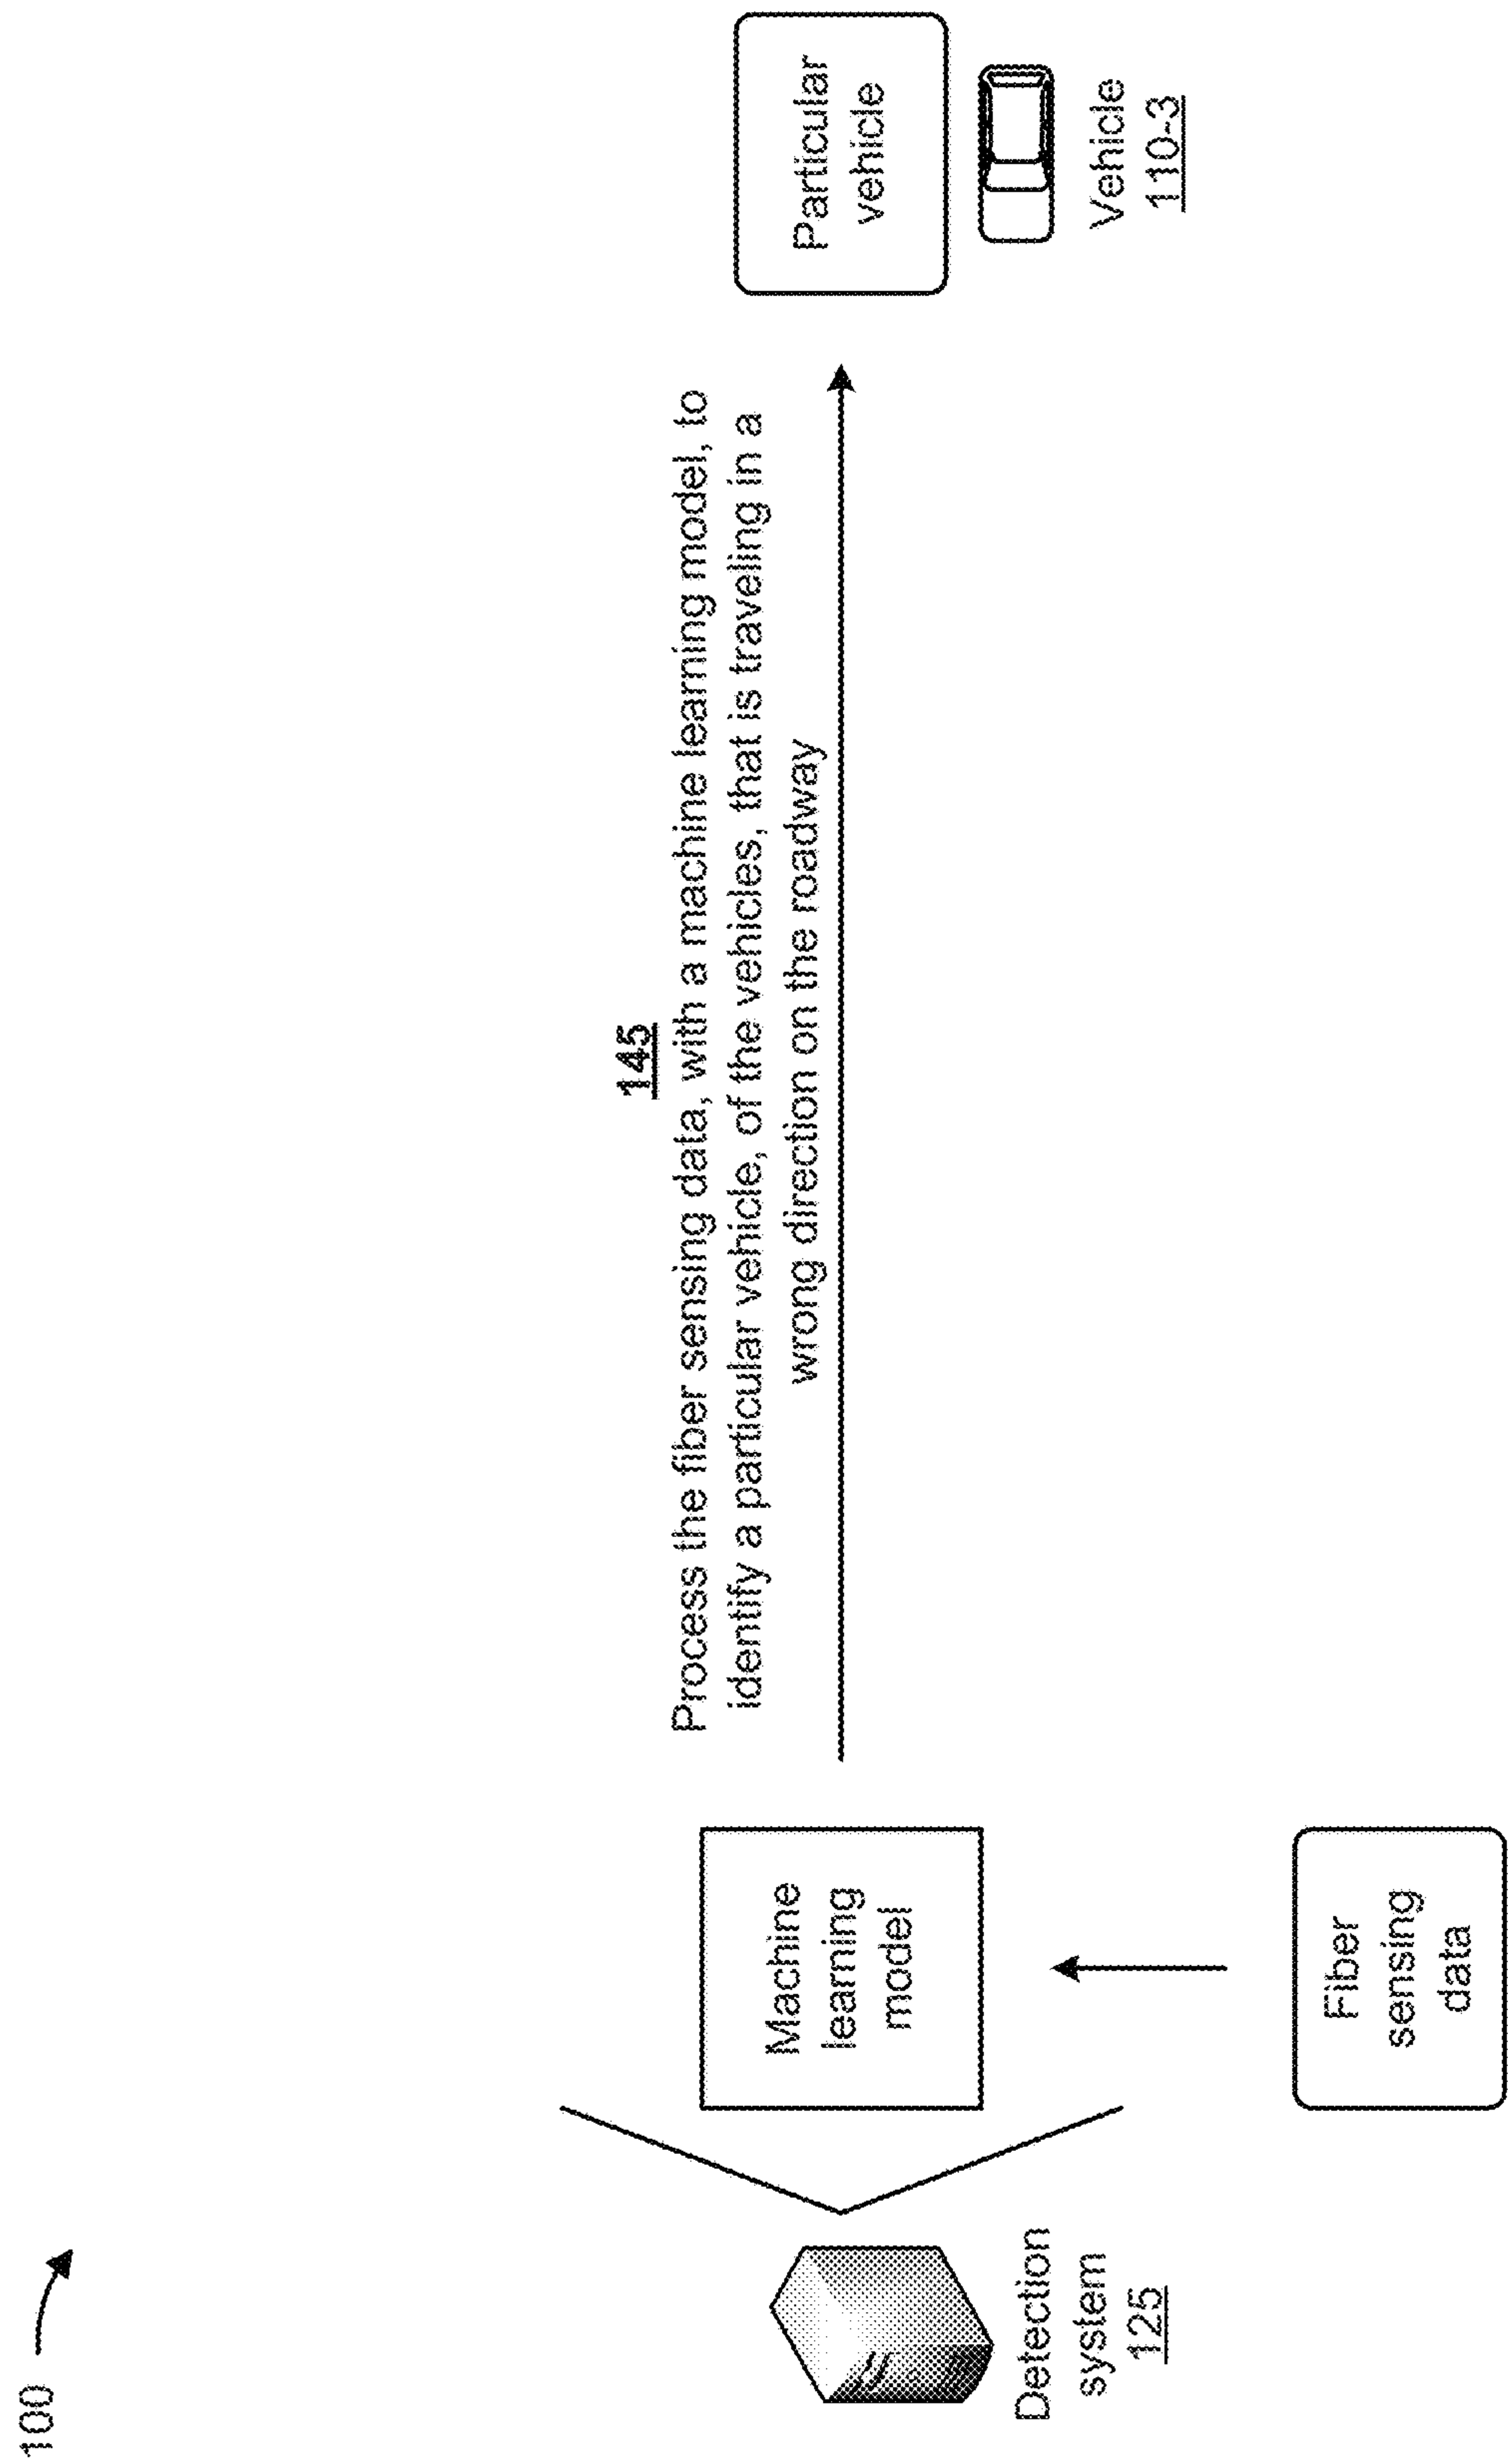 100
145
Process the fiber sensing data, with a machine learning model, to
identify a particular vehicle, of the vehicles, that is traveling in a
wrong direction on the roadway
Detection
system
125
Machine
learning
model
Fiber
sensing
data
Particular
vehicle
Vehicle
110-3